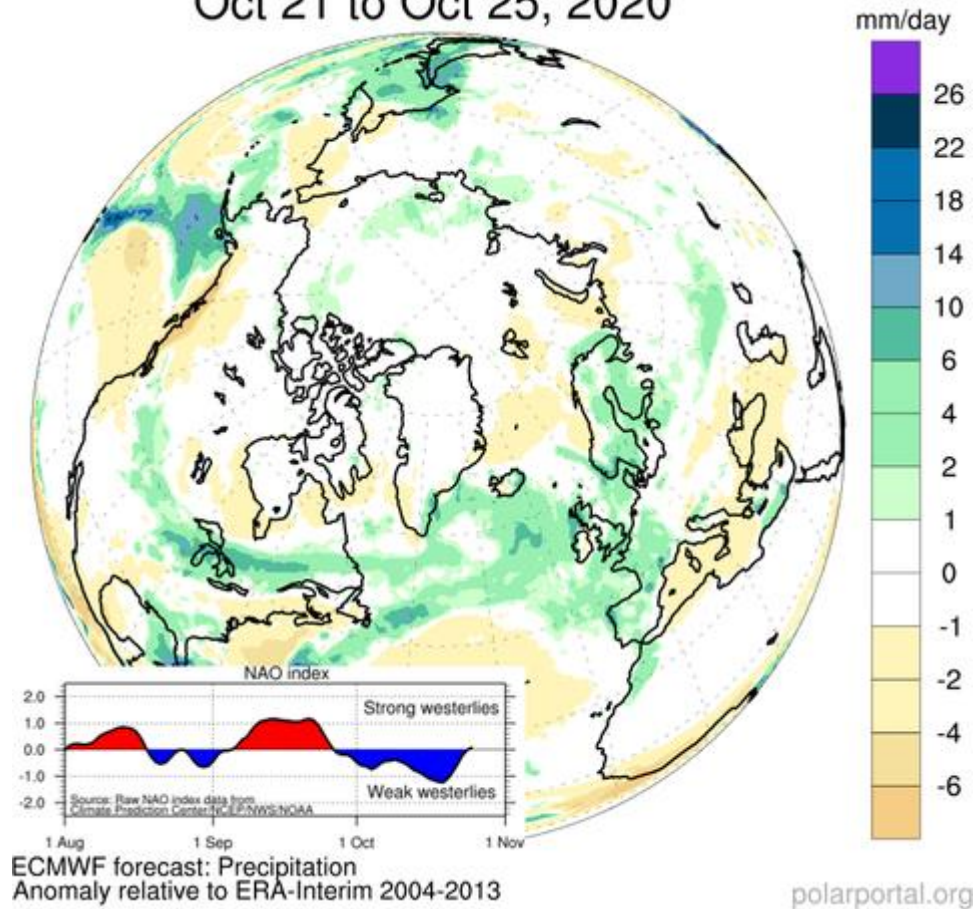 Oct 21 to Oct 25, 2020
mm/day
26
22
18
14
10
6
4
2
1
0
-1
-2
-4
-6
NAO index
2.0
1.0
0.0
-1.0
-2.0
Strong westerlies
Weak westerlies
Source: Raw NAO index data from
Climate Prediction Center/NCEP/NWS/NOAA
1 Aug
1 Sep
1 Oct
1 Nov
ECMWF forecast: Precipitation
Anomaly relative to ERA-Interim 2004-2013
polarportal.org